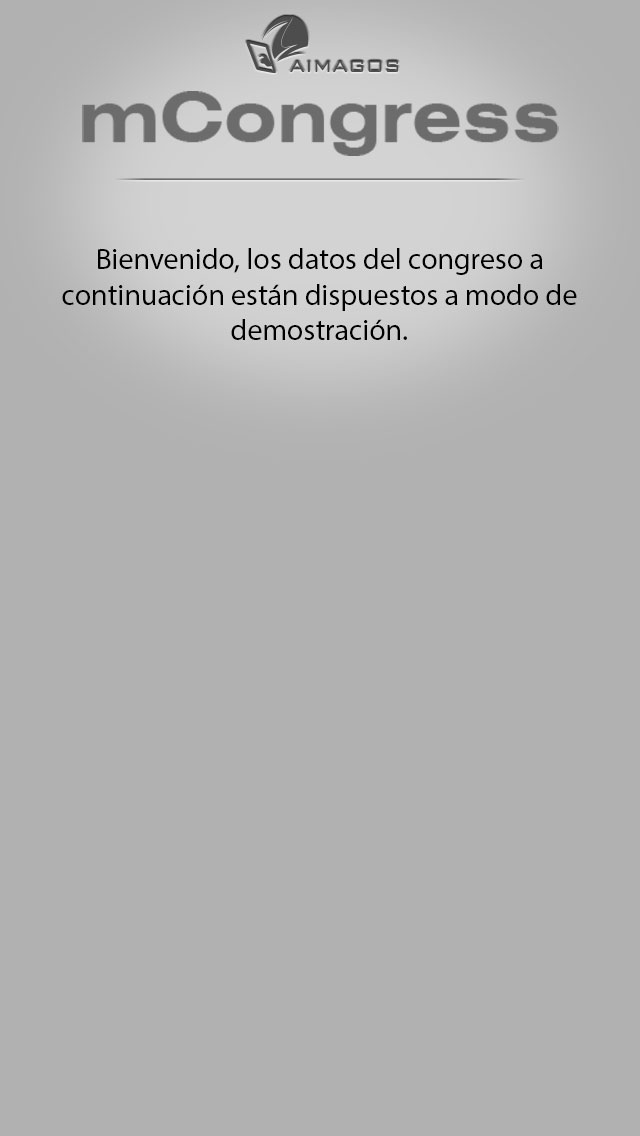 AIMAGOS
mCongress
Bienvenido, los datos del congreso a
continuación están dispuestos a modo de
demostración.